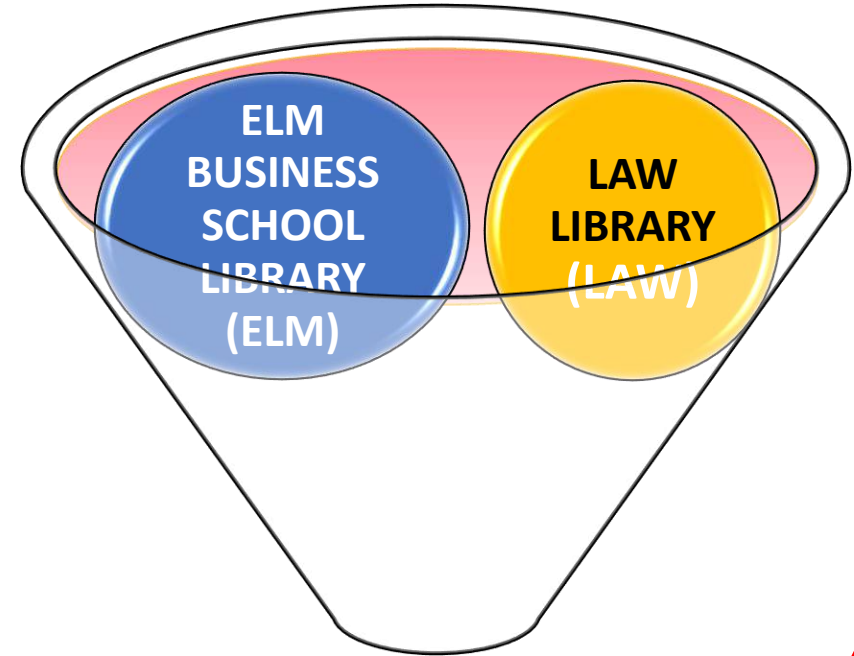 ELM
BUSINESS
SCHOOL
LIBRARY
(ELM)
LAW
LIBRARY
(LAW)